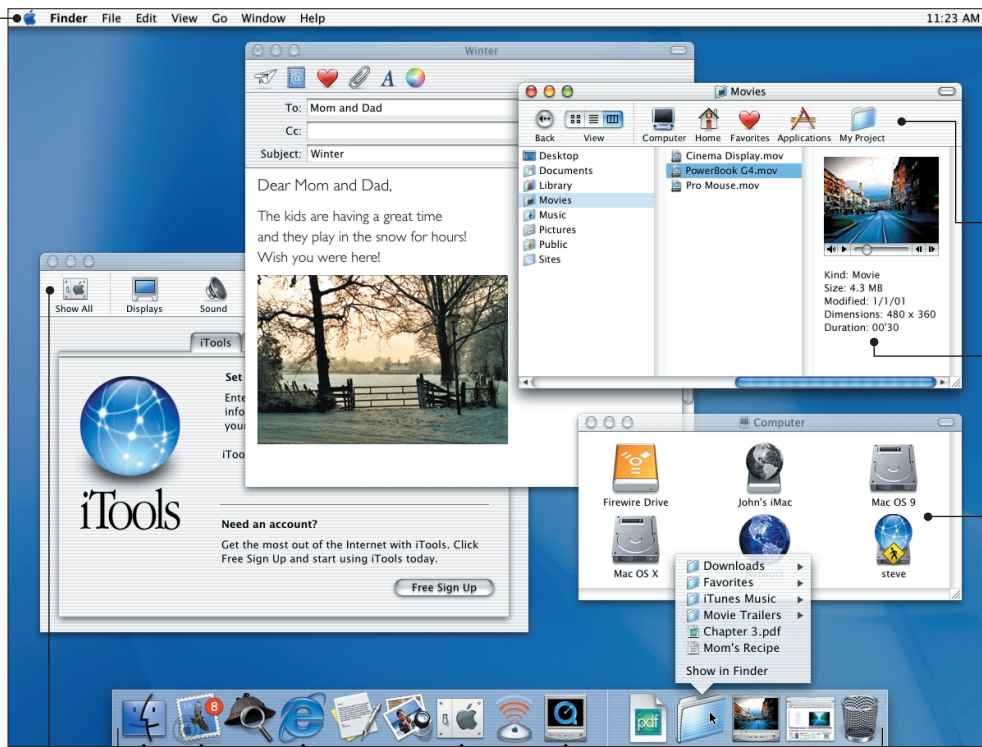 Finder File Edit View Go Window Help 11:23 AM
Winter
To: Mom and Dad
Cc:
Subject: Winter
Dear Mom and Dad,
The kids are having a great time
and they play in the snow for hours!
Wish you were here!
Movies
Back View Computer Home Favorites Applications My Project
Desktop
Documents
Library
Movies
Music
Pictures
Public
Sites
Cinema Display.mov
PowerBook G4.mov
Pro Mouse.mov
Kind: Movie
Size: 4.3 MB
Modified: 1/1/01
Dimensions: 480 x 360
Duration: 00'30
Show All Displays Sound
iTools
Set
Ente
info
your
iToo
iTools
Need an account?
Get the most out of the Internet with iTools. Click
Free Sign Up and start using iTools today.
Free Sign Up
Computer
Firewire Drive John's iMac Mac OS 9
Mac OS X Network steve
Downloads
Favorites
iTunes Music
Movie Trailers
Chapter 3.pdf
Mom's Recipe
Show in Finder
8
pdf